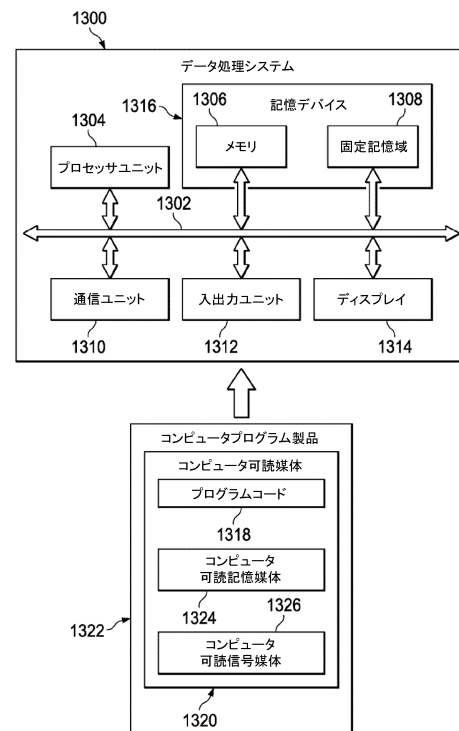 1300
データ処理システム
1316
記憶デバイス
1304
1306
1308
プロセッサユニット
メモリ
固定記憶域
1302
通信ユニット
入出力ユニット
ディスプレイ
1310
1312
1314
コンピュータプログラム製品
コンピュータ可読媒体
プログラムコード
1318
コンピュータ
可読記憶媒体
1324
1326
1322
コンピュータ
可読信号媒体
1320